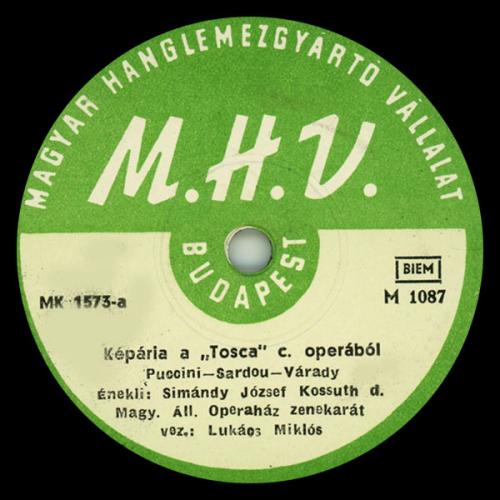 MAGYAR HANGLEMEZGYARTÓ VÁLLALAT
M.H.V.
BUDAPEST
BIEM
MK 1573-a
M 1087
Képária a „Tosca" c. operából
Puccini—Sardou—Várady
Énekli: Simándy József Kossuth d.
Magy. Áll. Operaház zenekarát
vez.: Lukács Miklós